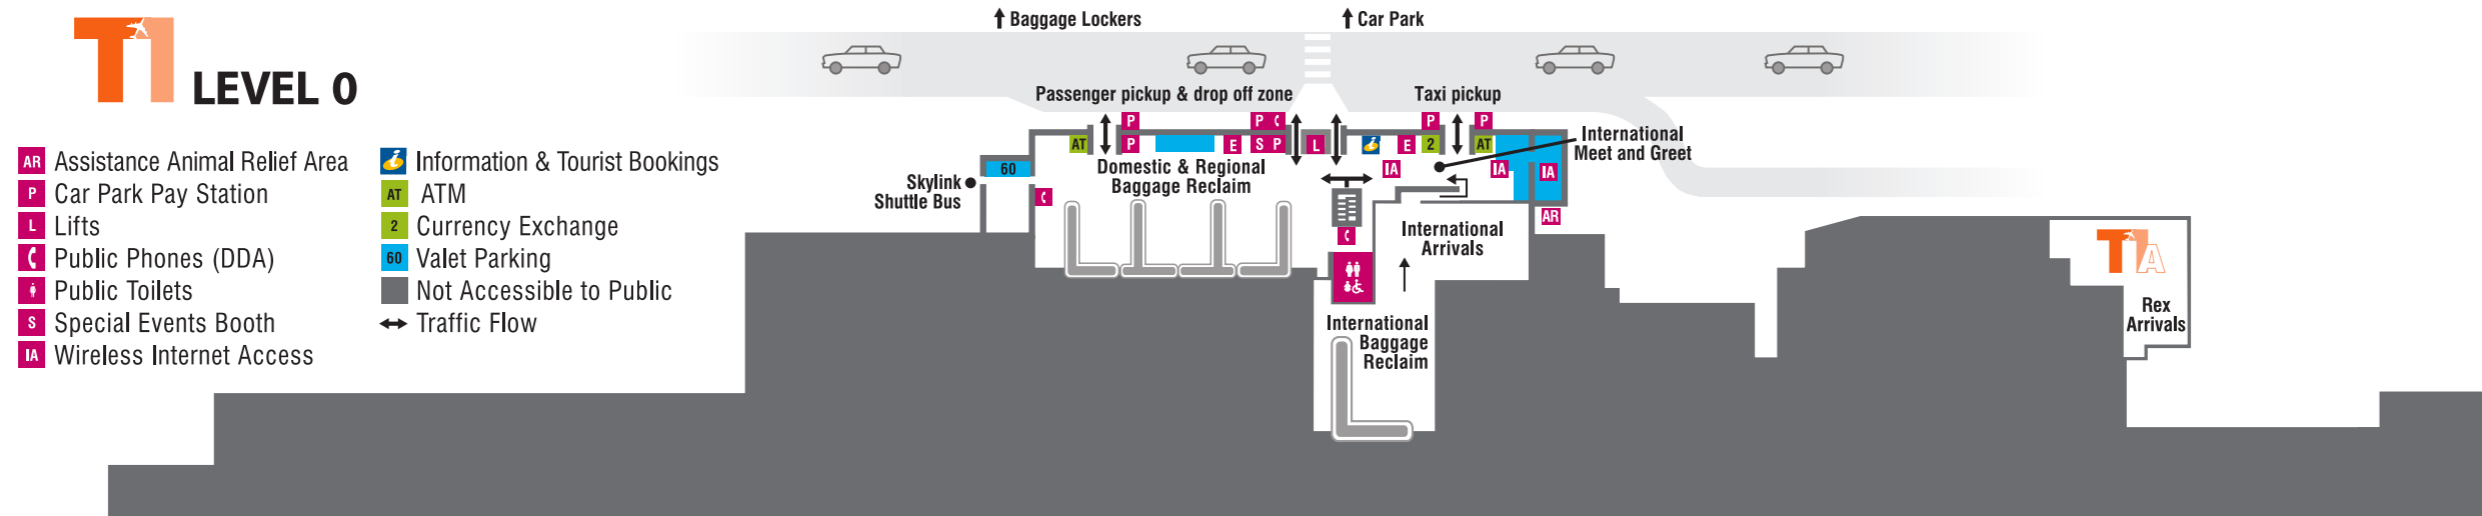 ↑ Baggage Lockers
↑ Car Park
T1 LEVEL 0
Passenger pickup & drop off zone
Taxi pickup
P
P C
P
P
AR Assistance Animal Relief Area
P Car Park Pay Station
L Lifts
Public Phones (DDA)
Public Toilets
S Special Events Booth
IA Wireless Internet Access
i Information & Tourist Bookings
AT ATM
2 Currency Exchange
60 Valet Parking
Not Accessible to Public
Traffic Flow
AT
P
E
S P
L
i
E
2
AT
International
Meet and Greet
Domestic & Regional
Baggage Reclaim
60
IA
IA
IA
Skylink
Shuttle Bus
AR
International
Arrivals
T1A
Rex
Arrivals
International
Baggage
Reclaim